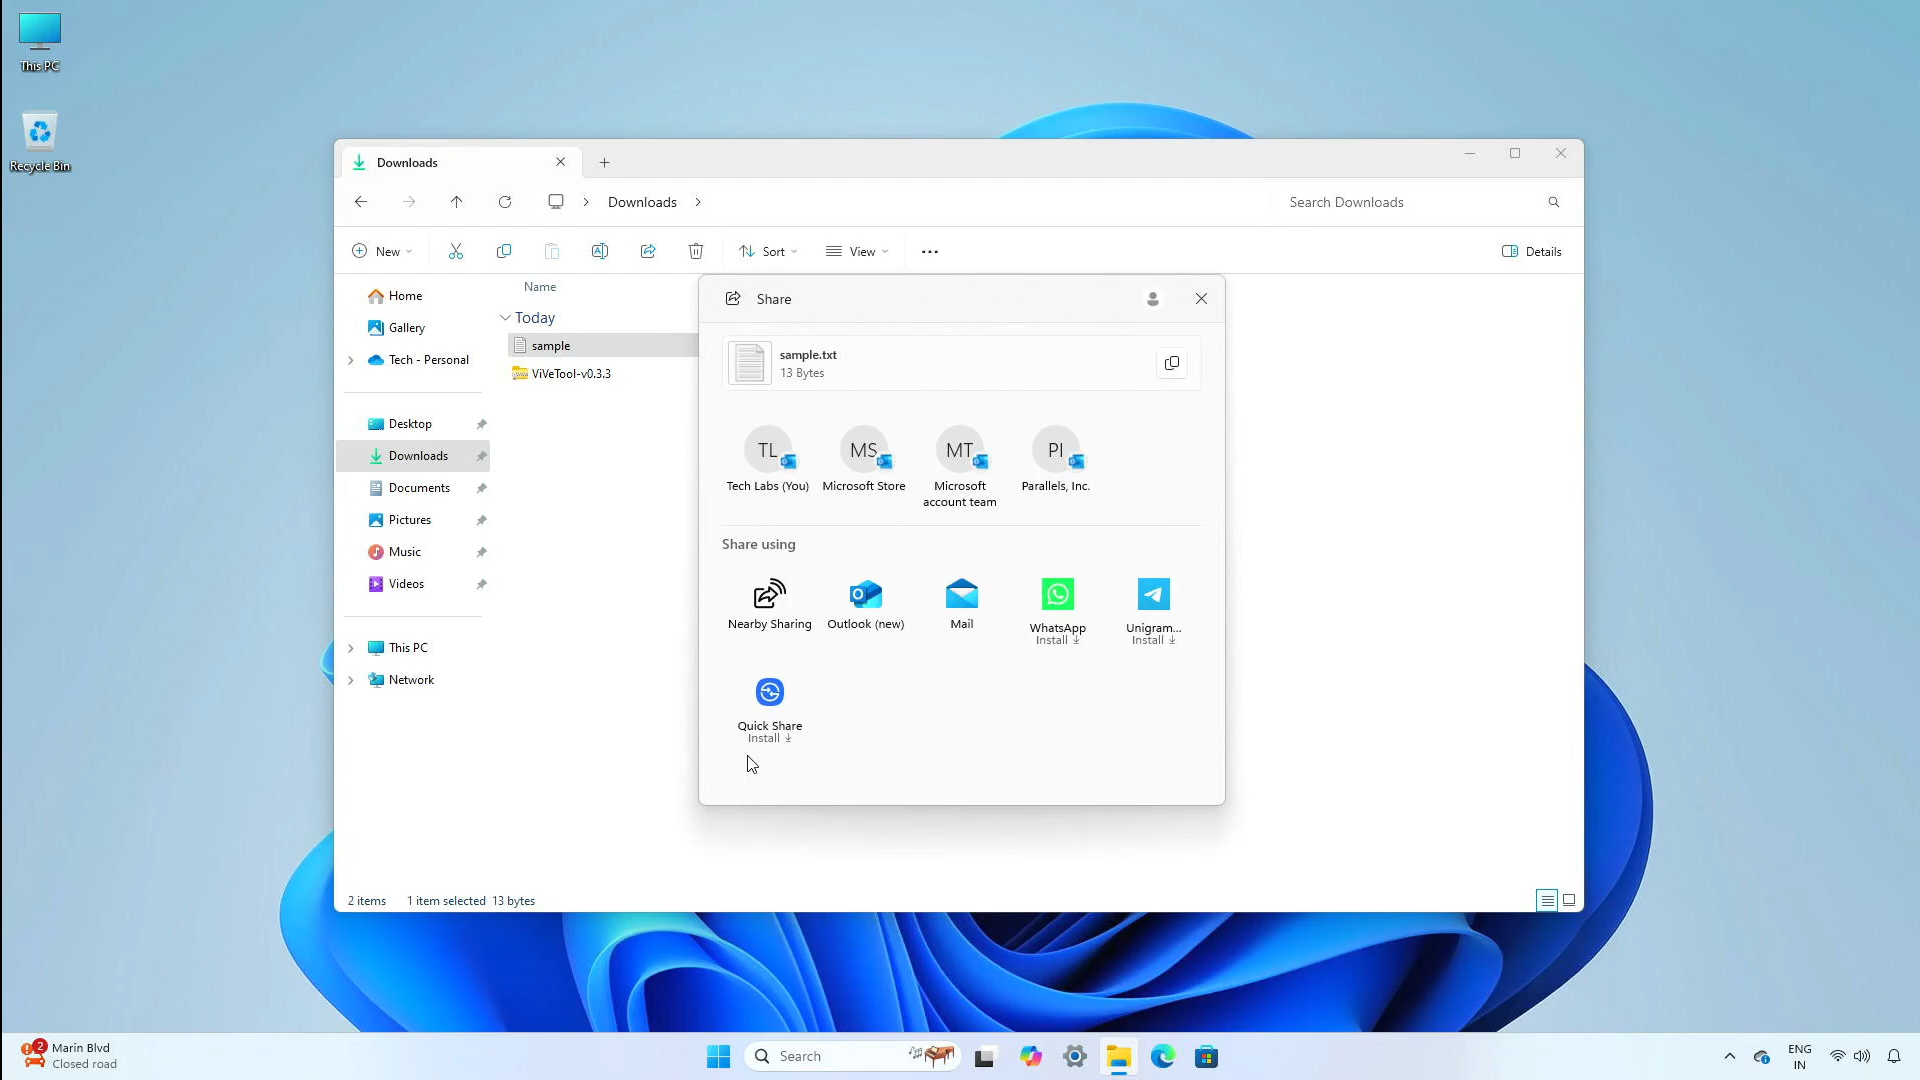 This PC
Recycle Bin
Downloads
Downloads
Search Downloads
New
Sort
View
Details
Home
Gallery
Tech - Personal
Desktop
Downloads
Documents
Pictures
Music
Videos
This PC
Network
Name
Today
sample
ViVeTool-v0.3.3
Share
sample.txt
13 Bytes
TL
MS
MT
PI
Tech Labs (You)
Microsoft Store
Microsoft
account team
Parallels, Inc.
Share using
Nearby Sharing
Outlook (new)
Mail
WhatsApp
Install
Unigram...
Install
Quick Share
Install
2 items
1 item selected 13 bytes
2
Marin Blvd
Closed road
Search
ENG
IN